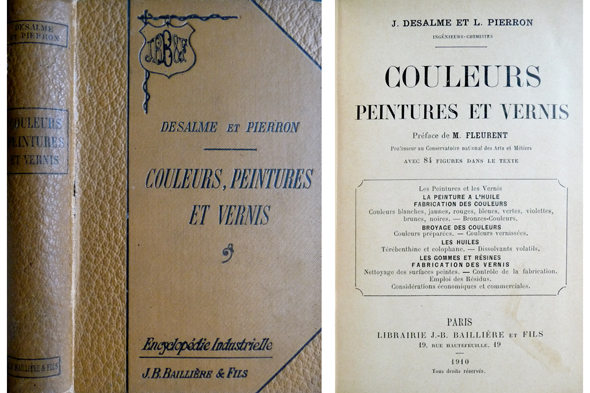 DESALME
ET PIERRON
COULEURS
PEINTURES
ET VERNIS
J.B. BAILLIÈRE & FILS
J.B.B&F
DESALME ET PIERRON
COULEURS, PEINTURES
ET VERNIS
Encyclopédie Industrielle
J.B. BAILLIÈRE & FILS
J. DESALME ET L. PIERRON
INGÉNIEURS-CHIMISTES
COULEURS
PEINTURES ET VERNIS
Préface de M. FLEURENT
Professeur au Conservatoire national des Arts et Métiers
AVEC 84 FIGURES DANS LE TEXTE
Les Peintures et les Vernis
LA PEINTURE A L'HUILE
FABRICATION DES COULEURS
Couleurs blanches, jaunes, rouges, bleues, vertes, violettes,
brunes, noires. — Bronzes-Couleurs.
BROYAGE DES COULEURS
Couleurs préparées. — Couleurs vernissées.
LES HUILES
Térébenthine et colophane. — Dissolvants volatils.
LES GOMMES ET RÉSINES
FABRICATION DES VERNIS
Nettoyage des surfaces peintes. — Contrôle de la fabrication.
Emploi des Résidus.
Considérations économiques et commerciales.
PARIS
LIBRAIRIE J.-B. BAILLIÈRE ET FILS
19, RUE HAUTEFEUILLE, 19
1910
Tous droits réservés.